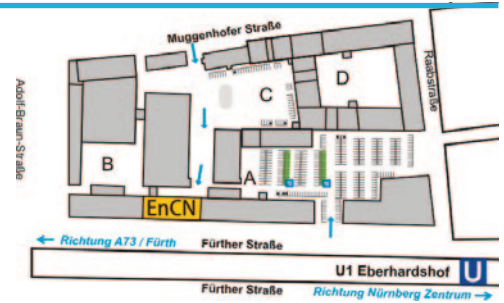 Muggenhofer Straße
Adolf-Braun-Straße
Raabstraße
D
C
B
A
EnCN
Richtung A73 / Fürth
Fürther Straße
U1 Eberhardshof
U
Fürther Straße
Richtung Nürnberg Zentrum